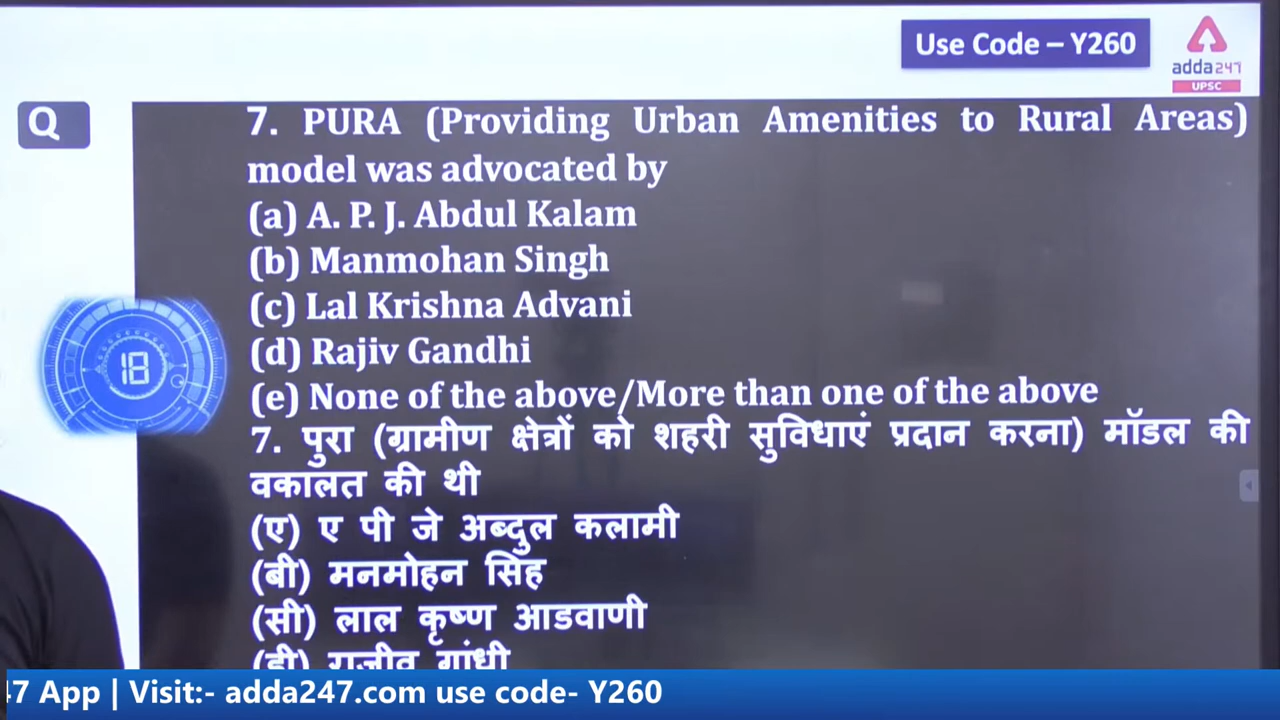 Use Code – Y260
adda247
UPSC
Q
7. PURA (Providing Urban Amenities to Rural Areas)
model was advocated by
(a) A. P. J. Abdul Kalam
(b) Manmohan Singh
(c) Lal Krishna Advani
(d) Rajiv Gandhi
(e) None of the above/More than one of the above
18
7. पुरा (ग्रामीण क्षेत्रों को शहरी सुविधाएं प्रदान करना) मॉडल की
वकालत की थी
(ए) ए पी जे अब्दुल कलामी
(बी) मनमोहन सिंह
(सी) लाल कृष्ण आडवाणी
(डी) राजीव गांधी
47 App | Visit:- adda247.com use code- Y260